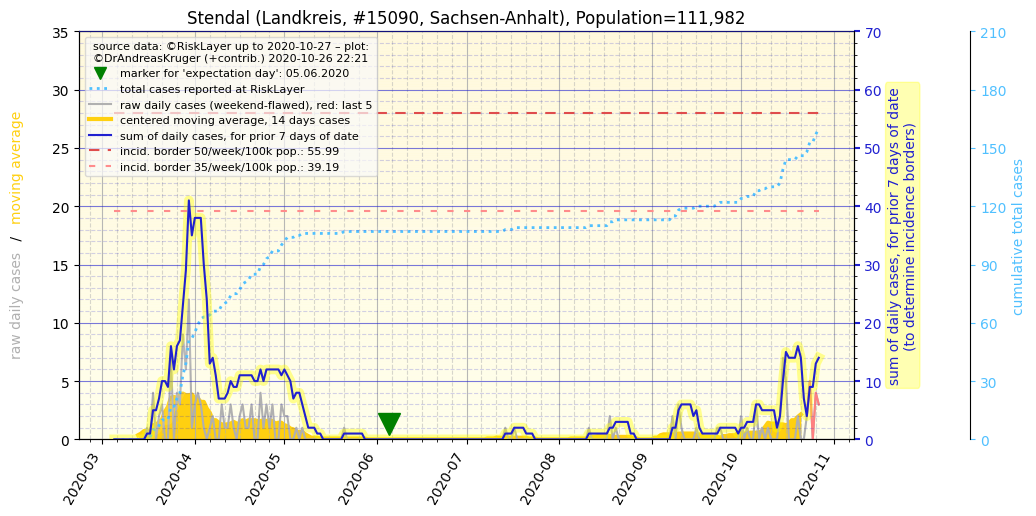 Stendal (Landkreis, #15090, Sachsen-Anhalt), Population=111,982
source data: ©RiskLayer up to 2020-10-27 – plot:
©DrAndreasKruger (+contrib.) 2020-10-26 22:21
marker for 'expectation day': 05.06.2020
total cases reported at RiskLayer
raw daily cases (weekend-flawed), red: last 5
centered moving average, 14 days cases
sum of daily cases, for prior 7 days of date
incid. border 50/week/100k pop.: 55.99
incid. border 35/week/100k pop.: 39.19
raw daily cases / moving average
35
30
25
20
15
10
5
0
2020-03
2020-04
2020-05
2020-06
2020-07
2020-08
2020-09
2020-10
2020-11
70
60
50
40
30
20
10
0
sum of daily cases, for prior 7 days of date
(to determine incidence borders)
210
180
150
120
90
60
30
0
cumulative total cases